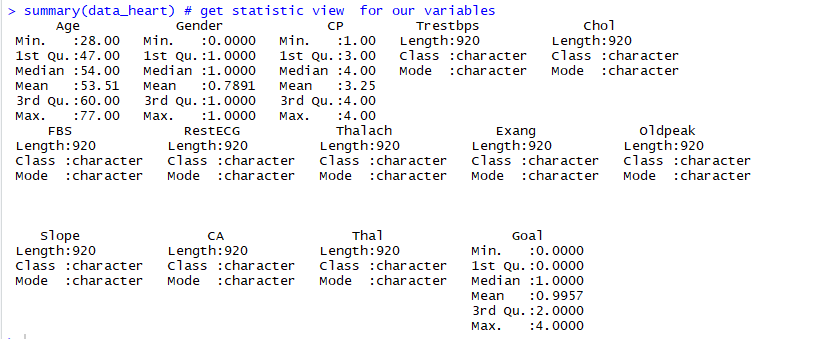 > summary(data_heart) # get statistic view  for our variables
      Age            Gender             CP         Trestbps             Chol
 Min.   :28.00   Min.   :0.0000   Min.   :1.00   Length:920         Length:920
 1st Qu.:47.00   1st Qu.:1.0000   1st Qu.:3.00   Class :character   Class :character
 Median :54.00   Median :1.0000   Median :4.00   Mode  :character   Mode  :character
 Mean   :53.51   Mean   :0.7891   Mean   :3.25
 3rd Qu.:60.00   3rd Qu.:1.0000   3rd Qu.:4.00
 Max.   :77.00   Max.   :1.0000   Max.   :4.00
     FBS              RestECG            Thalach             Exang             Oldpeak
 Length:920         Length:920         Length:920         Length:920         Length:920
 Class :character   Class :character   Class :character   Class :character   Class :character
 Mode  :character   Mode  :character   Mode  :character   Mode  :character   Mode  :character
    Slope                CA                Thal                Goal
 Length:920         Length:920         Length:920         Min.   :0.0000
 Class :character   Class :character   Class :character   1st Qu.:0.0000
 Mode  :character   Mode  :character   Mode  :character   Median :1.0000
                                                          Mean   :0.9957
                                                          3rd Qu.:2.0000
                                                          Max.   :4.0000
>